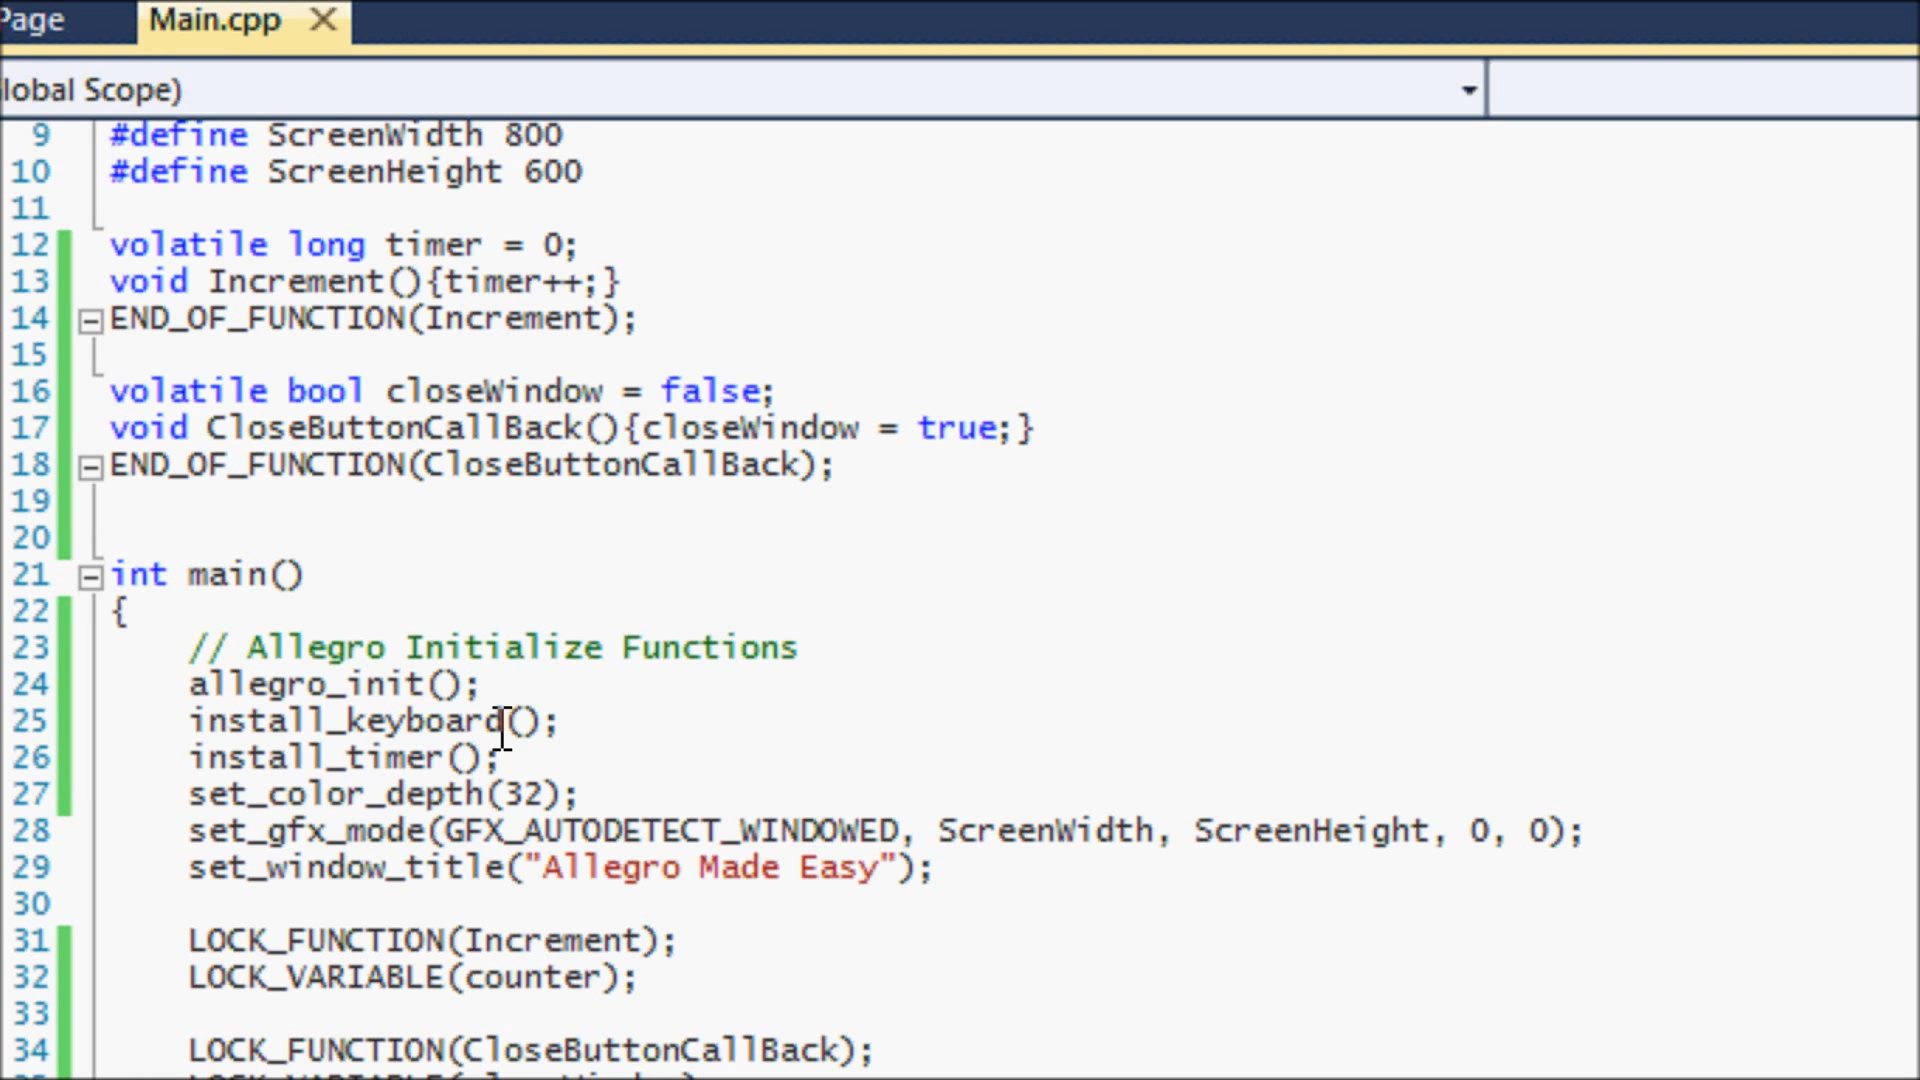 Page Main.cpp
lobal Scope)
9 #define ScreenWidth 800
10 #define ScreenHeight 600
11
12 volatile long timer = 0;
13 void Increment(){timer++;}
14 END_OF_FUNCTION(Increment);
15
16 volatile bool closeWindow = false;
17 void CloseButtonCallBack(){closeWindow = true;}
18 END_OF_FUNCTION(CloseButtonCallBack);
19
20
21 int main()
22 {
23 // Allegro Initialize Functions
24 allegro_init();
25 install_keyboard();
26 install_timer();
27 set_color_depth(32);
28 set_gfx_mode(GFX_AUTODETECT_WINDOWED, ScreenWidth, ScreenHeight, 0, 0);
29 set_window_title("Allegro Made Easy");
30
31 LOCK_FUNCTION(Increment);
32 LOCK_VARIABLE(counter);
33
34 LOCK_FUNCTION(CloseButtonCallBack);